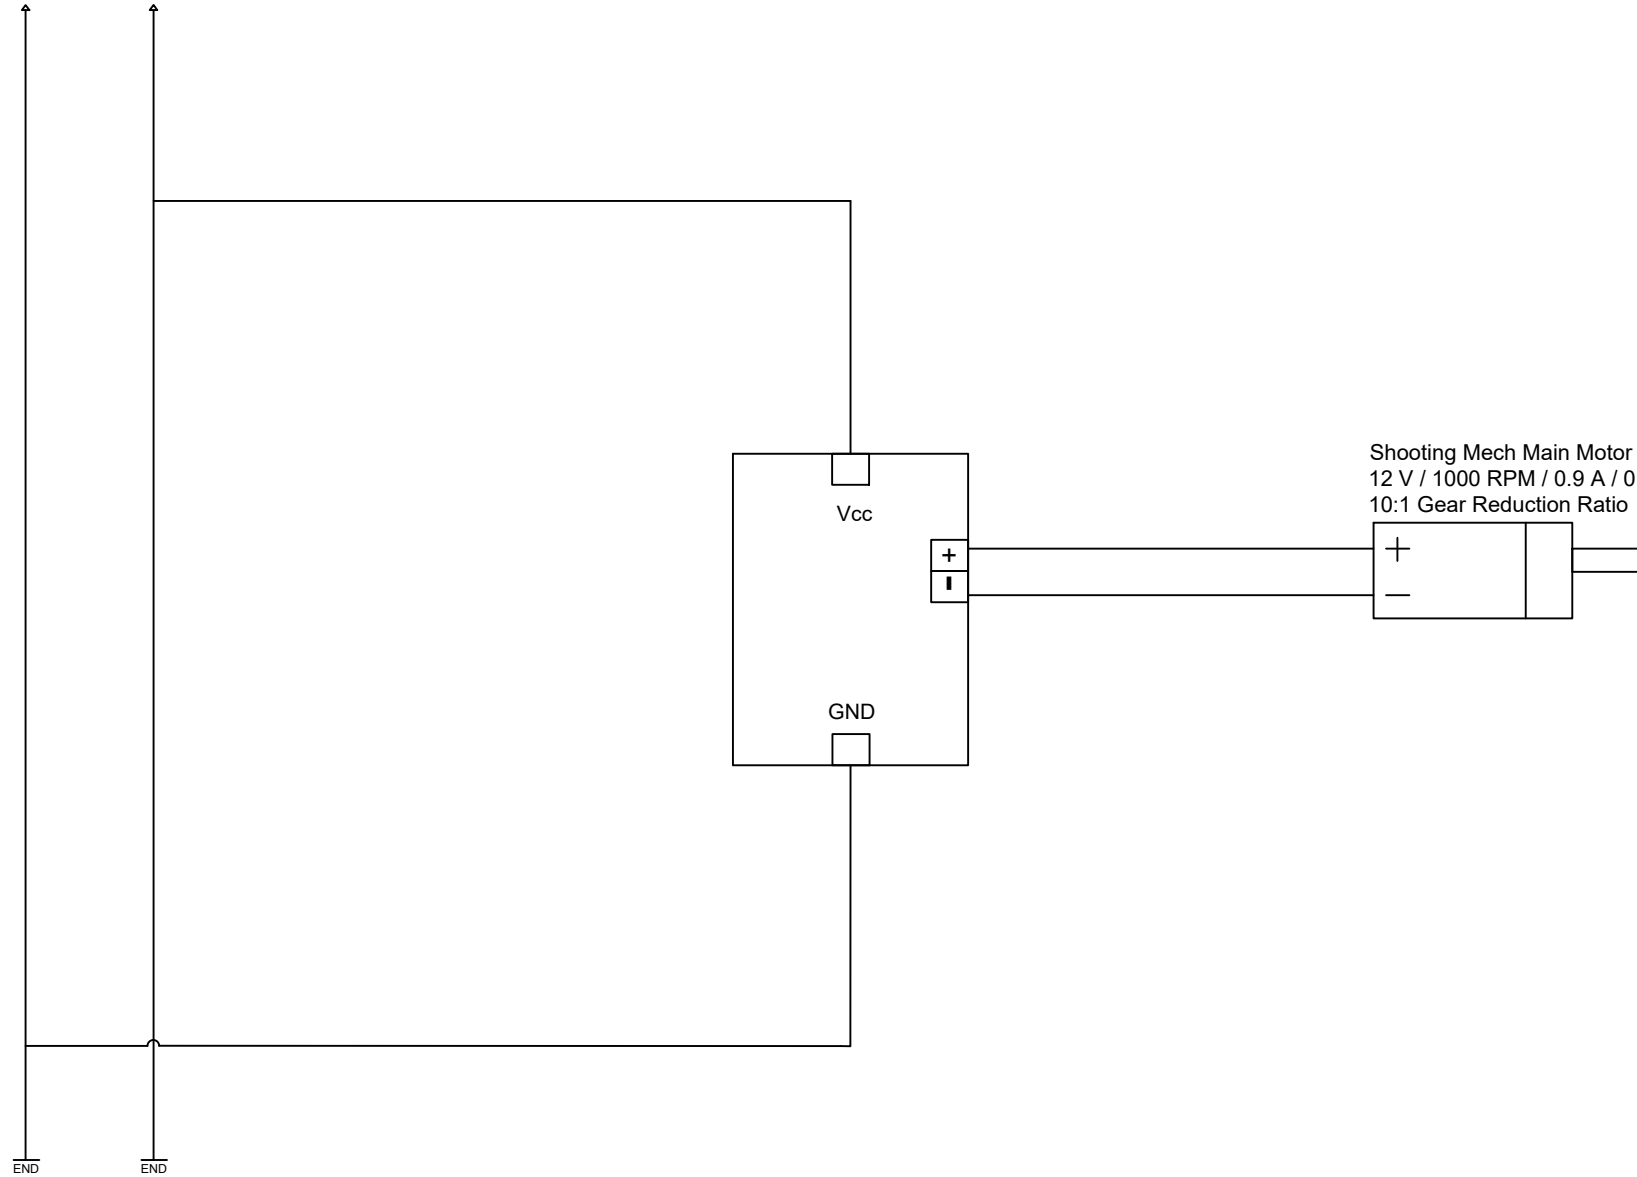 Shooting Mech Main Motor
12 V / 1000 RPM / 0.9 A / 0
10:1 Gear Reduction Ratio
Vcc
+
-
+
-
GND
END
END